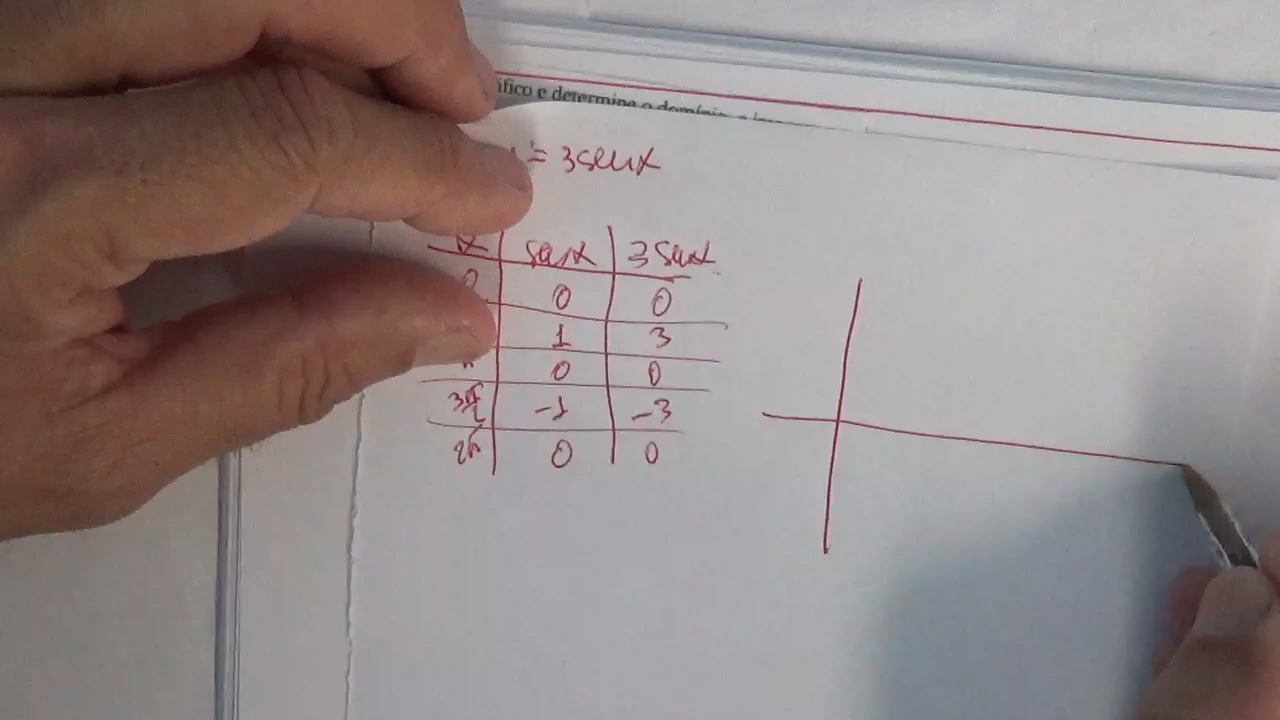 e determine o domínio
= 3senx
x senx 3senx
0 0 0
1 3
0 0
3π/2 -1 -3
2π 0 0